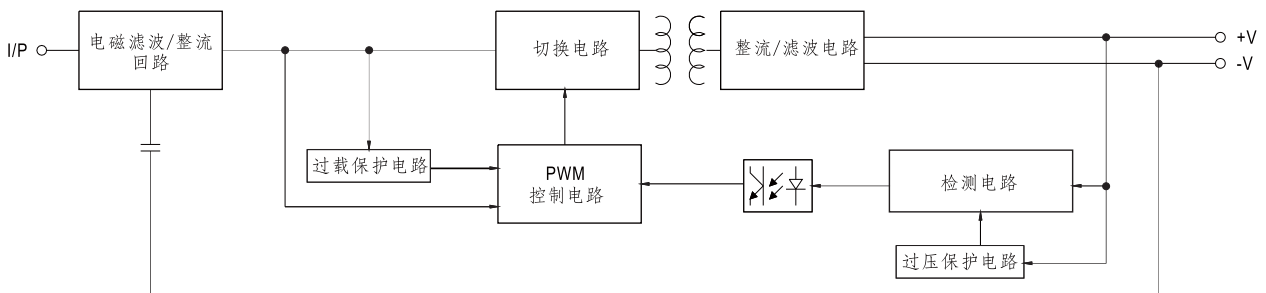 I/P
电磁滤波/整流
回路
切换电路
整流/滤波电路
+V
-V
过载保护电路
PWM
控制电路
检测电路
过压保护电路